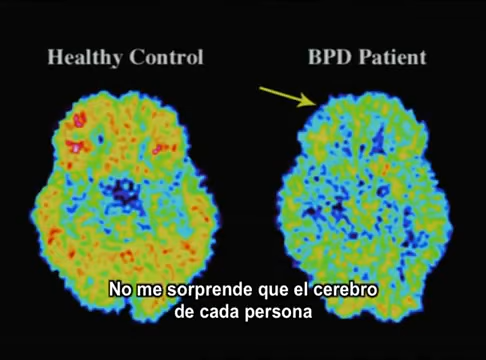 Healthy Control
BPD Patient
No me sorprende que el cerebro
de cada persona